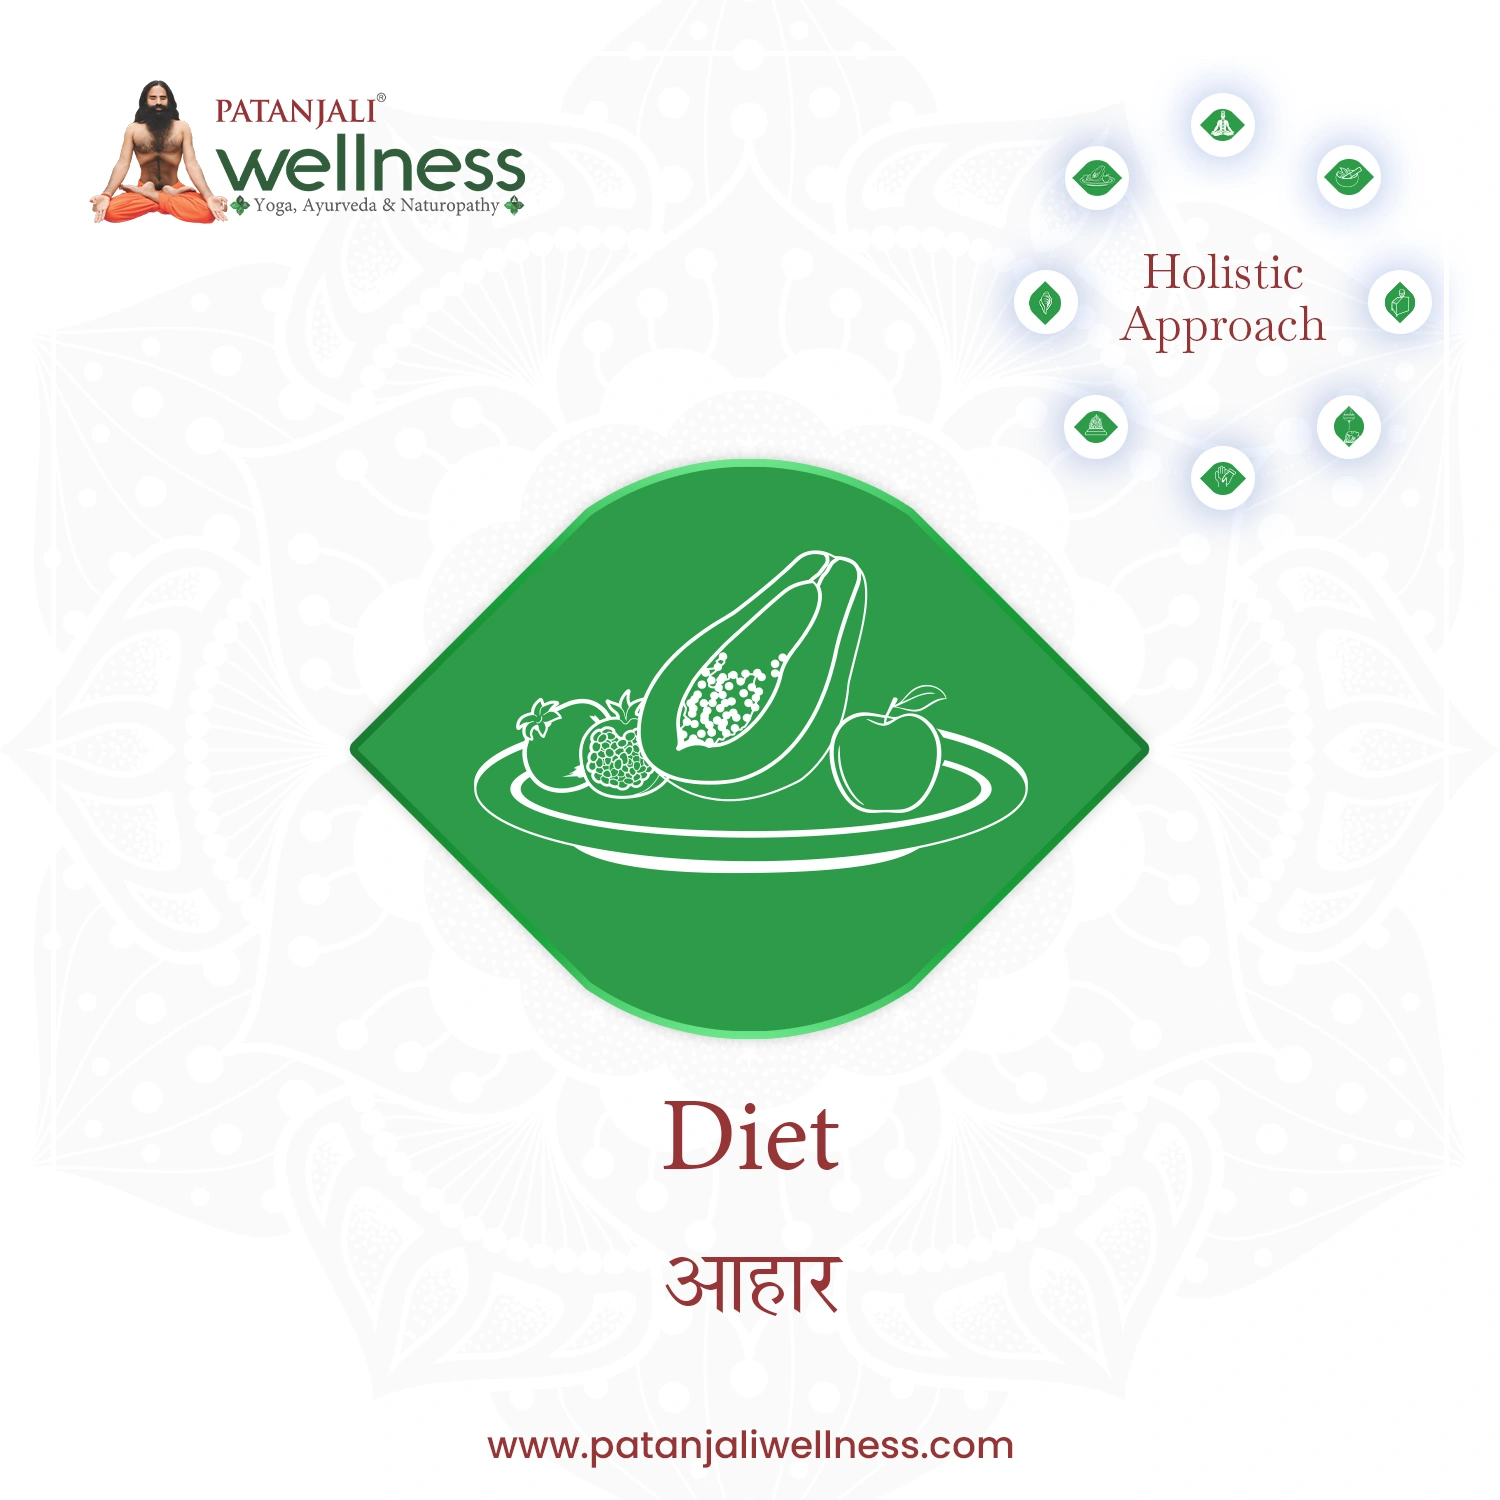 PATANJALI®
wellness
Yoga, Ayurveda & Naturopathy
Holistic
Approach
Diet
आहार
www.patanjaliwellness.com